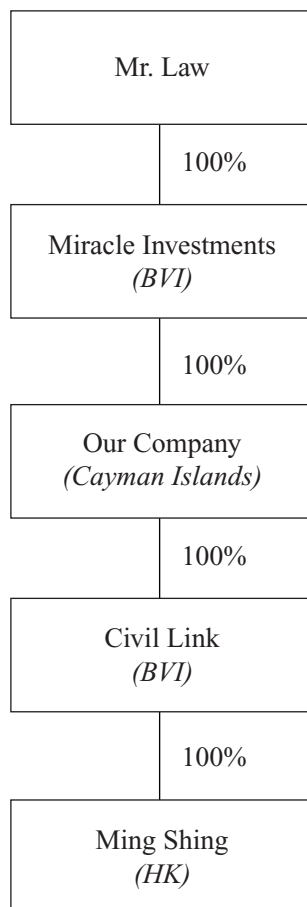 Mr. Law
100%
Miracle Investments
(BVI)
100%
Our Company
(Cayman Islands)
100%
Civil Link
(BVI)
100%
Ming Shing
(HK)